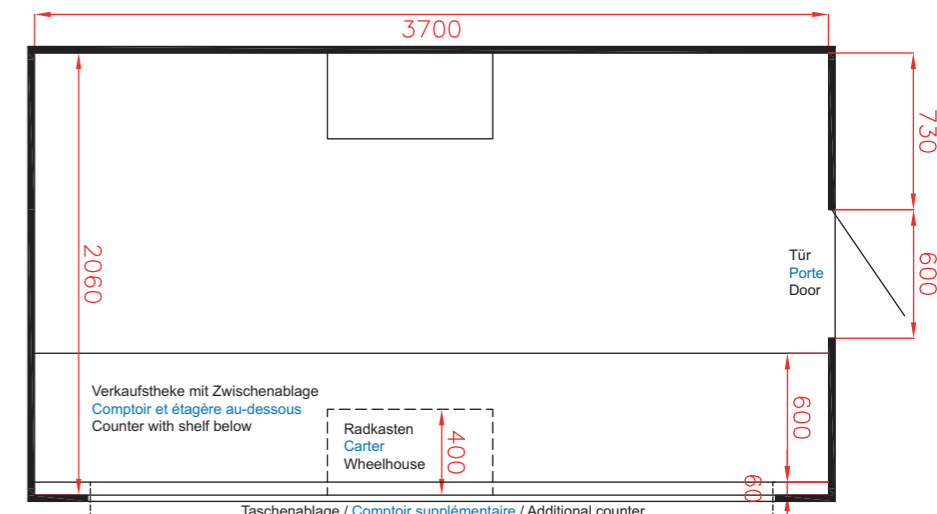 3700
730
2060
600
Tür
Porte
Door
Verkaufstheke mit Zwischenablage
Comptoir et étagère au-dessous
Counter with shelf below
600
Radkasten
Carter
Wheelhouse
400
60
Taschenablage / Comptoir supplémentaire / Additional counter